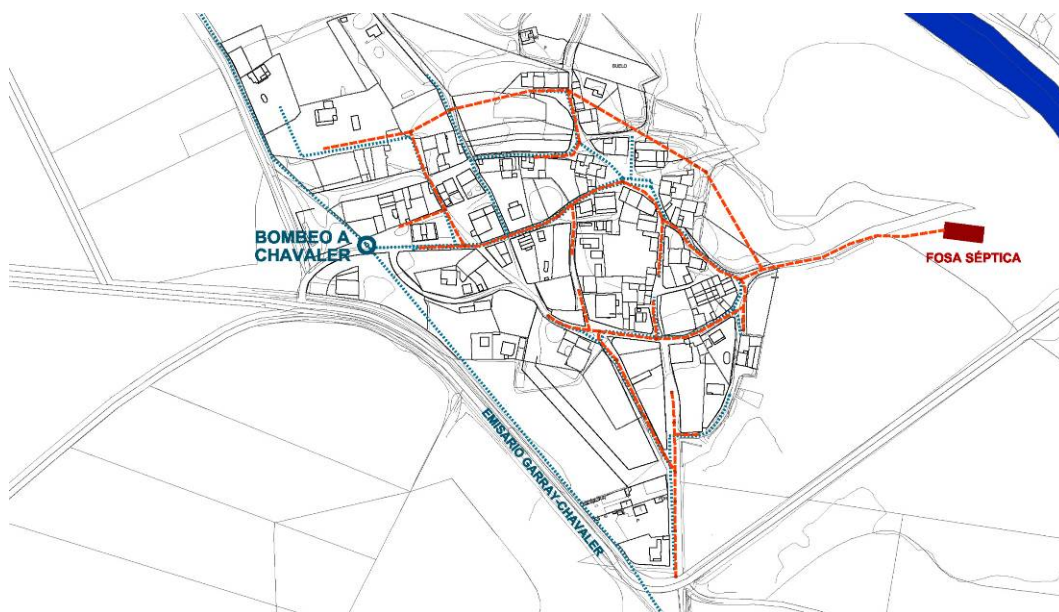 SUELO
BOMBEO A
CHAVALER
FOSA SÉPTICA
EMISARIO GARRAY-CHAVALER